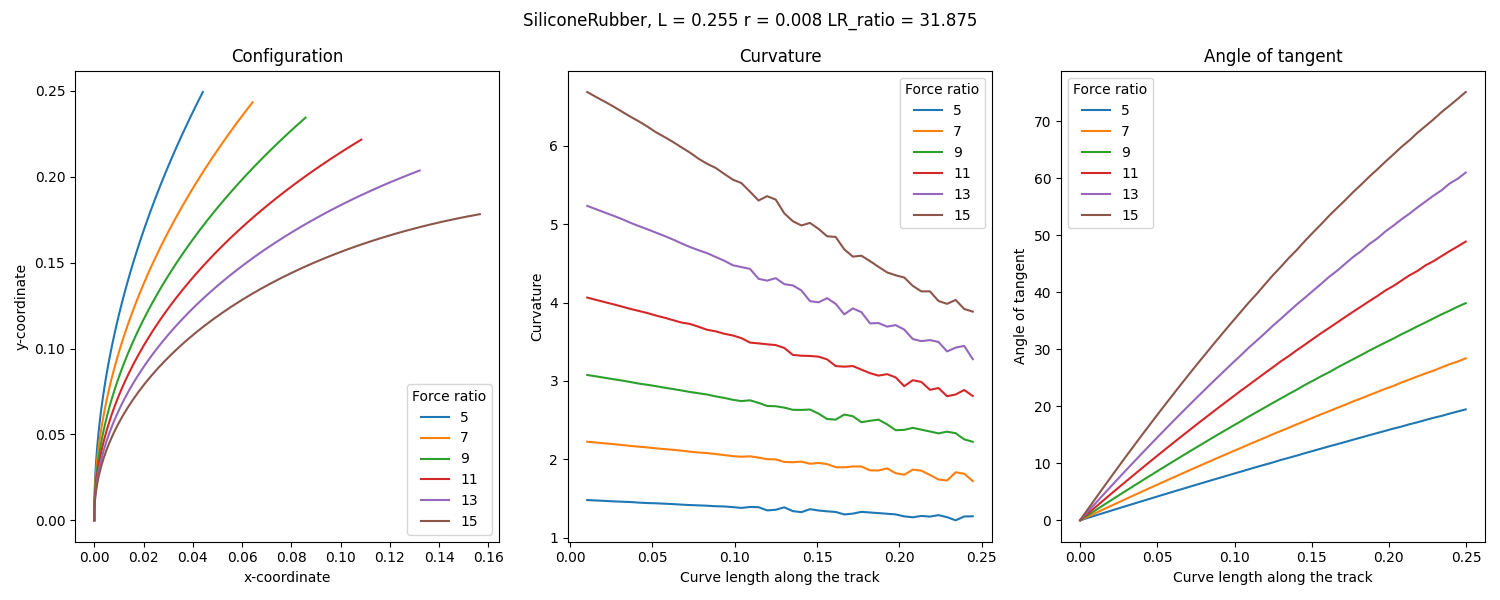 SiliconeRubber, L = 0.255 r = 0.008 LR_ratio = 31.875
Configuration
y-coordinate
0.25
0.20
0.15
0.10
0.05
0.00
0.00 0.02 0.04 0.06 0.08 0.10 0.12 0.14 0.16
x-coordinate
Force ratio
5
7
9
11
13
15
Curvature
Curvature
6
5
4
3
2
1
0.00 0.05 0.10 0.15 0.20 0.25
Curve length along the track
Force ratio
5
7
9
11
13
15
Angle of tangent
Angle of tangent
70
60
50
40
30
20
10
0
0.00 0.05 0.10 0.15 0.20 0.25
Curve length along the track
Force ratio
5
7
9
11
13
15